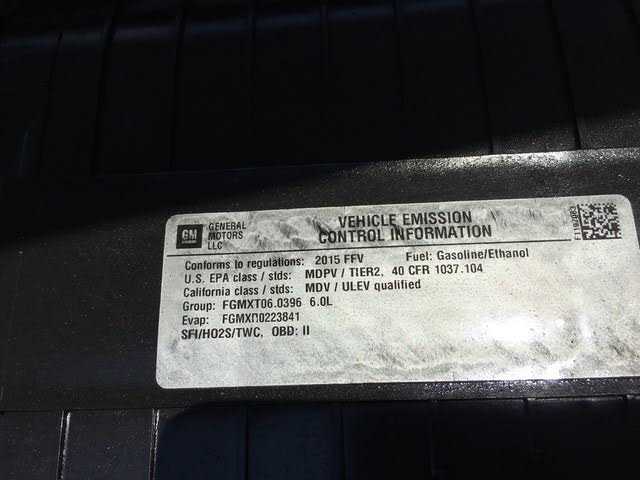 GM
GENERAL
MOTORS
LLC
VEHICLE EMISSION
CONTROL INFORMATION
Conforms to regulations: 2015 FFV Fuel: Gasoline/Ethanol
U.S. EPA class / stds: MDPV / TIER2, 40 CFR 1037.104
California class / stds: MDV / ULEV qualified
Group: FGMXT06.0396 6.0L
Evap: FGMXR0223841
SFI/HO2S/TWC, OBD: II